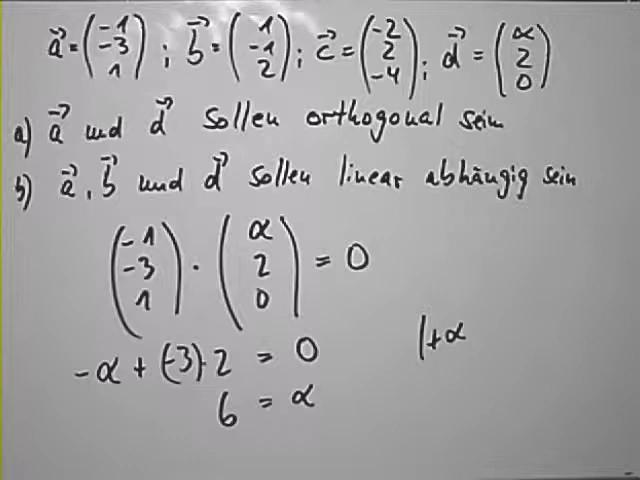 a⃗ = (-1 -3 1) ; b⃗ = (1 -1 2) ; c⃗ = (-2 2 -4) ; d⃗ = (α 2 0)
a) a⃗ und d⃗ sollen orthogonal sein
b) a⃗, b⃗ und d⃗ sollen linear abhängig sein
(-1 -3 1) · (α 2 0) = 0
-α + (-3)·2 = 0 |+α
6 = α